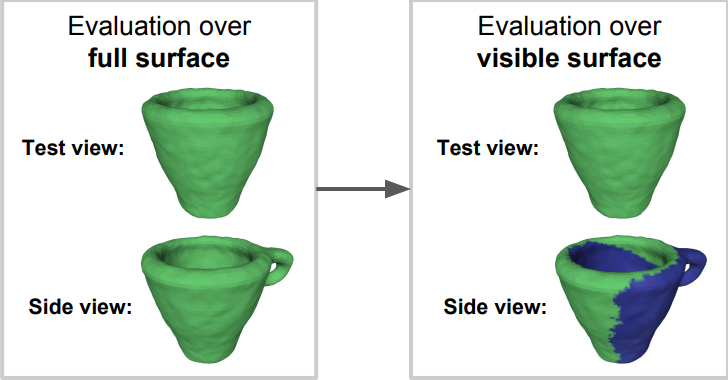 Evaluation over
full surface
Test view:
Side view:
Evaluation over
visible surface
Test view:
Side view: